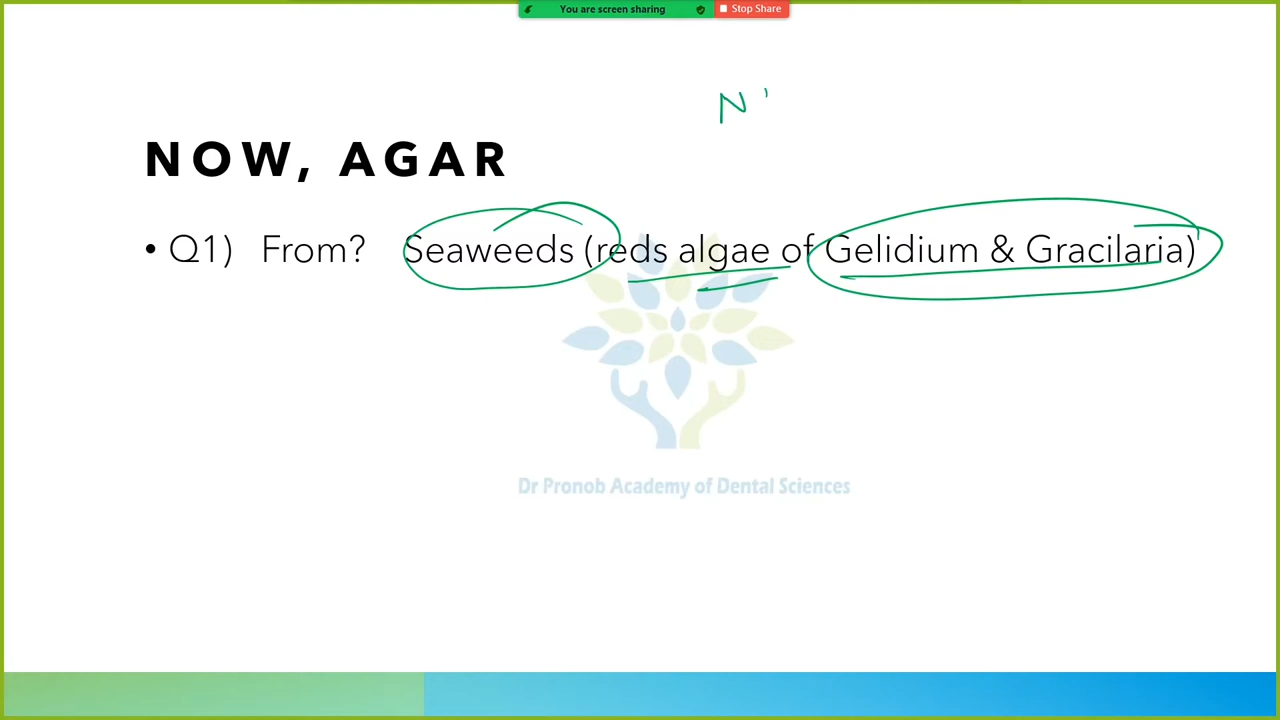 You are screen sharing Stop Share
N '
NOW, AGAR
• Q1) From? Seaweeds (reds algae of Gelidium & Gracilaria)
Dr Pronob Academy of Dental Sciences